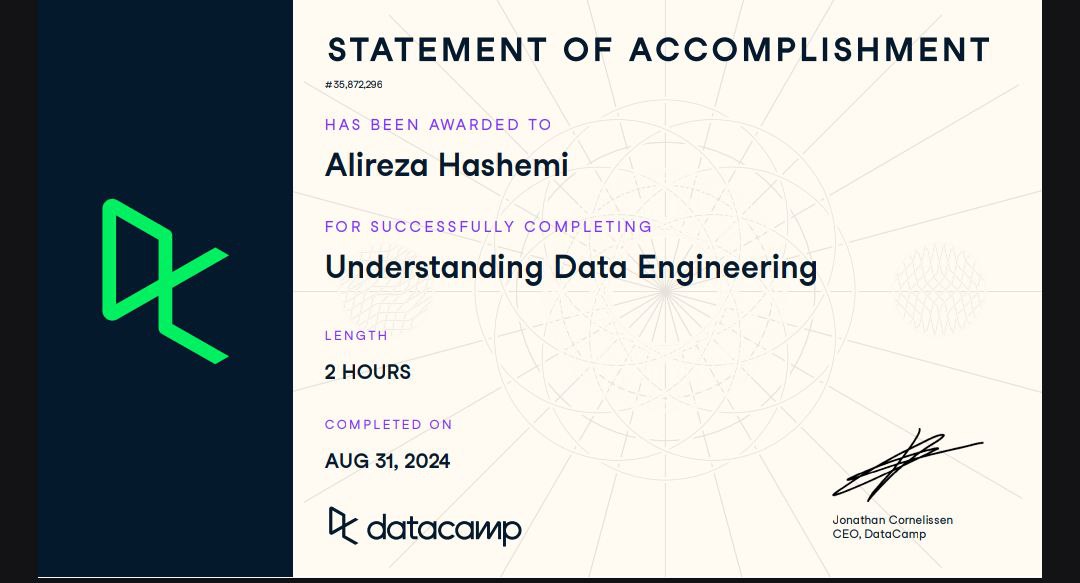 STATEMENT OF ACCOMPLISHMENT
#35,872,296
HAS BEEN AWARDED TO
Alireza Hashemi
FOR SUCCESSFULLY COMPLETING
Understanding Data Engineering
LENGTH
2 HOURS
COMPLETED ON
AUG 31, 2024
datacamp
Jonathan Cornelissen
CEO, DataCamp